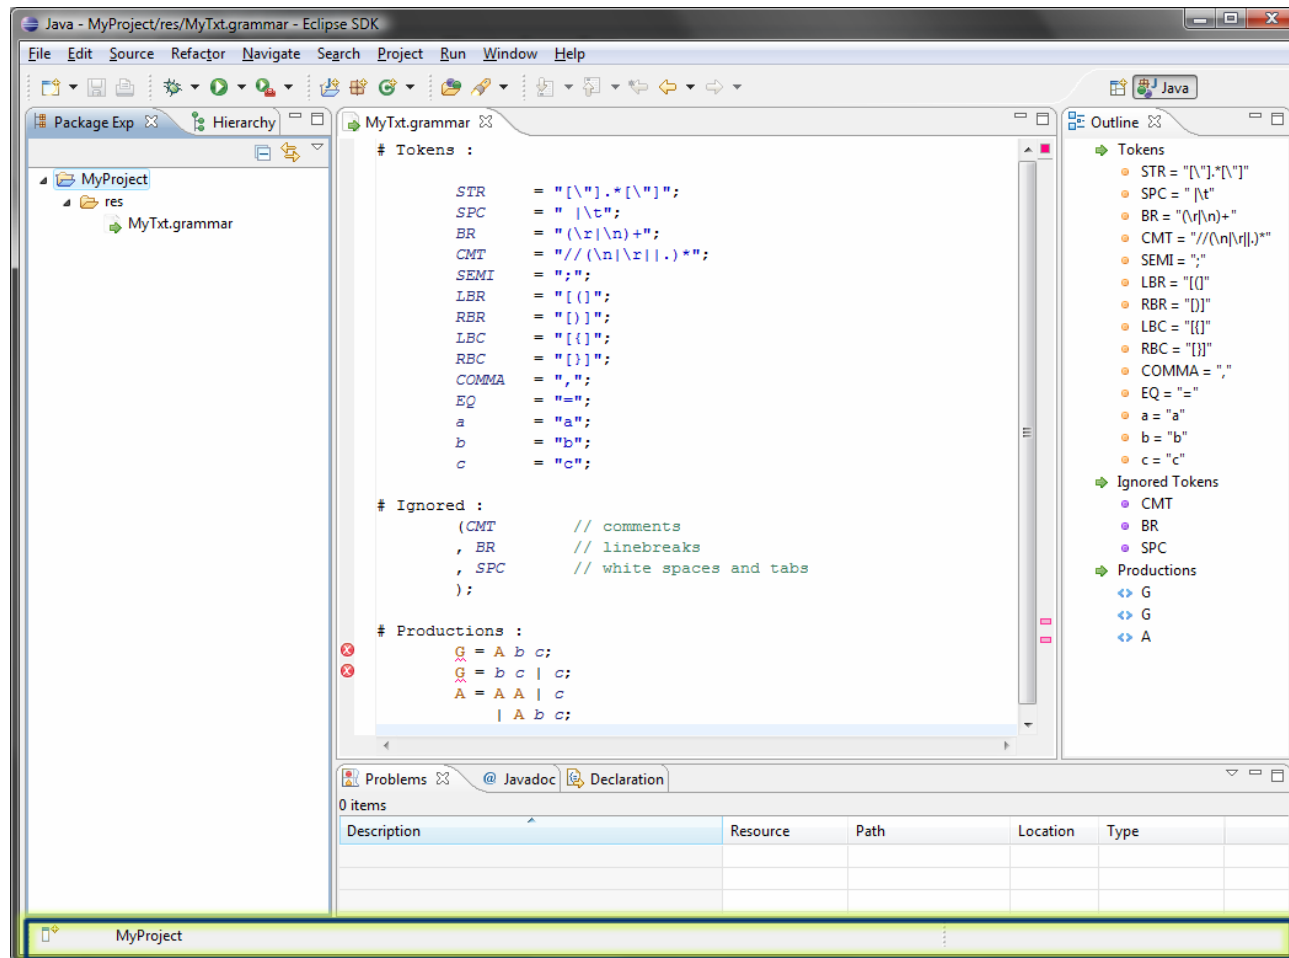 Java - MyProject/res/MyTxt.grammar - Eclipse SDK
File Edit Source Refactor Navigate Search Project Run Window Help
Java
Package Exp Hierarchy
MyProject
res
MyTxt.grammar
MyTxt.grammar
# Tokens :
STR = "[\"].*[\"]";
SPC = " |\t";
BR = "(\r|\n)+";
CMT = "//(\n|\r||.)*";
SEMI = ";";
LBR = "[(]";
RBR = "[)]";
LBC = "[{]";
RBC = "[}]";
COMMA = ",";
EQ = "=";
a = "a";
b = "b";
c = "c";
# Ignored :
(CMT // comments
, BR // linebreaks
, SPC // white spaces and tabs
);
# Productions :
G = A b c;
G = b c | c;
A = A A | c
| A b c;
Outline
Tokens
STR = "[\"].*[\"]"
SPC = " |\t"
BR = "(\r|\n)+"
CMT = "//(\n|\r||.)*"
SEMI = ";"
LBR = "[(]"
RBR = "[)]"
LBC = "[{]"
RBC = "[}]"
COMMA = ","
EQ = "="
a = "a"
b = "b"
c = "c"
Ignored Tokens
CMT
BR
SPC
Productions
G
G
A
Problems @ Javadoc Declaration
0 items
Description Resource Path Location Type
MyProject